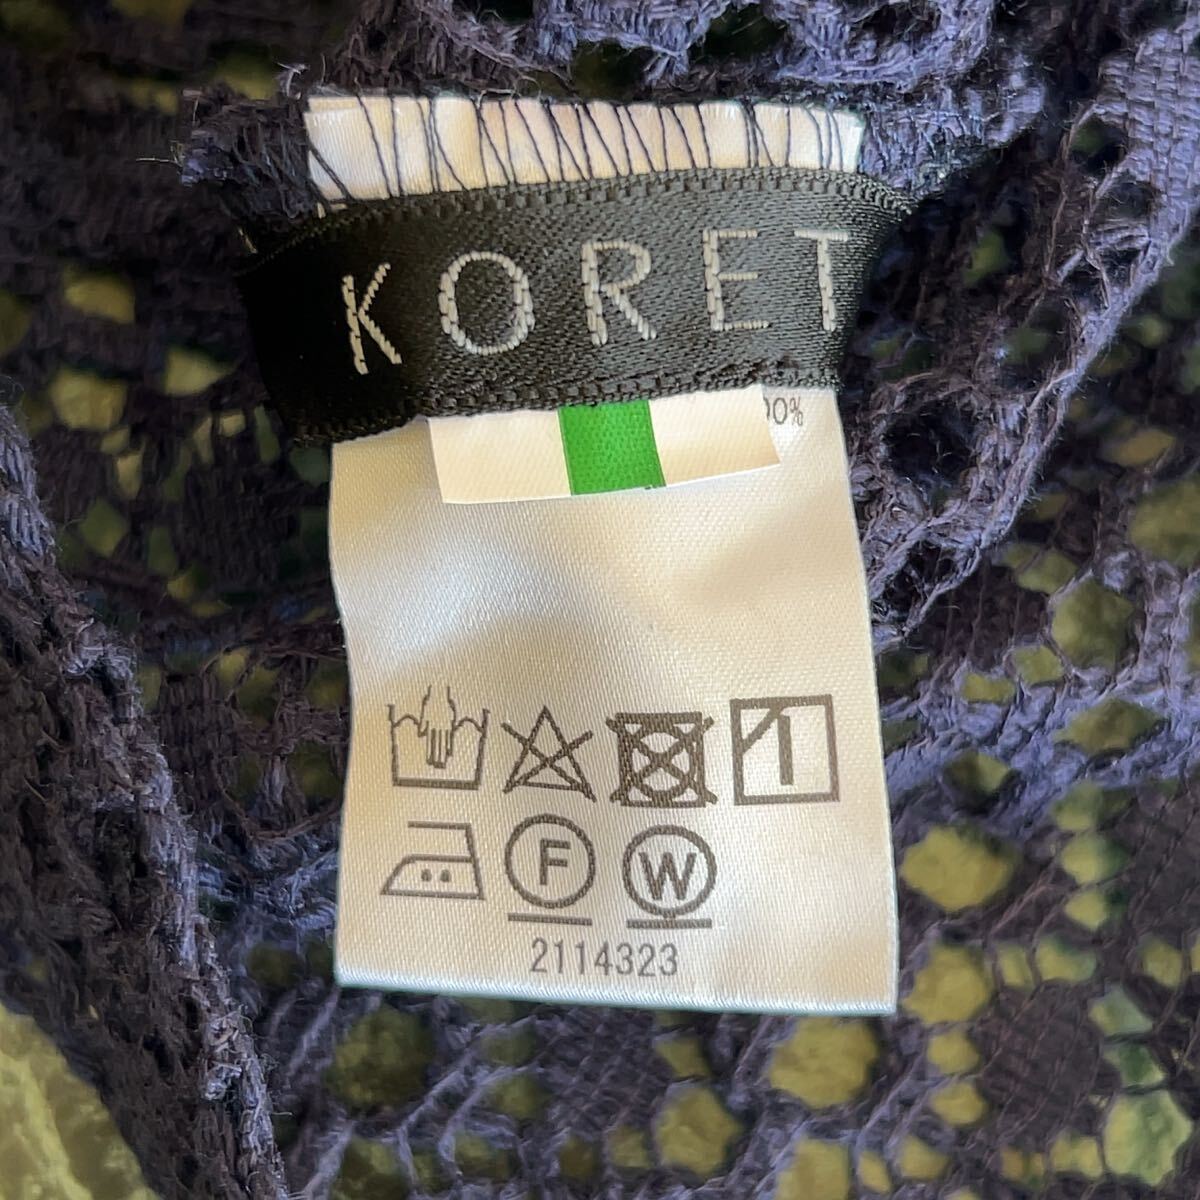 KORET
00%
F W
2114323